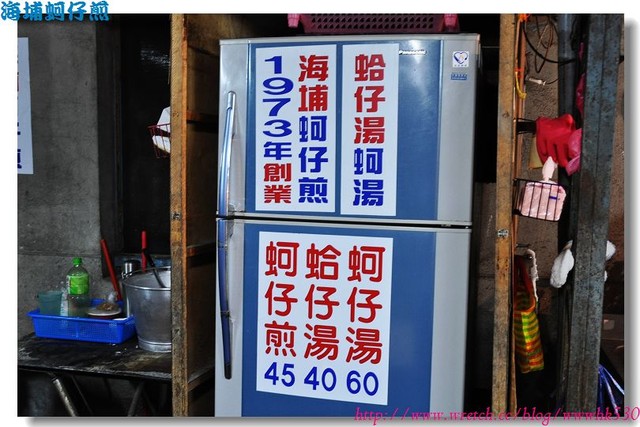 海埔蚵仔煎
蛤仔湯蚵湯
海埔蚵仔煎
1973年創業
蚵仔湯
蛤仔湯
蚵仔煎
45 40 60
煎
http://www.wretch.cc/blog/wwwhk530